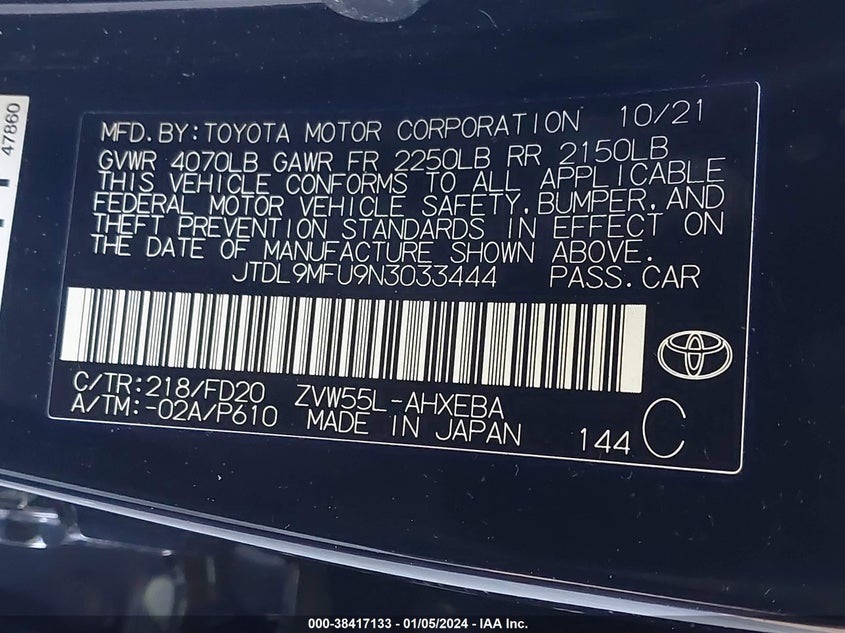 47860
MFD.BY:TOYOTA MOTOR CORPORATION 10/21
GVWR 4070LB GAWR FR 2250LB RR 2150LB
THIS VEHICLE CONFORMS TO ALL APPLICABLE
FEDERAL MOTOR VEHICLE SAFETY,BUMPER,AND
THEFT PREVENTION STANDARDS IN EFFECT ON
THE DATE OF MANUFACTURE SHOWN ABOVE.
JTDL9MFU9N3033444 PASS.CAR
C/TR:218/FD20 ZVW55L-AHXEBA
A/TM:-02A/P610 MADE IN JAPAN 144 C
000-38417133 - 01/05/2024 - IAA Inc.